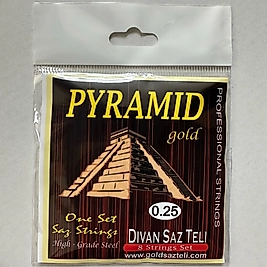 PYRAMID
gold
PROFESSIONAL STRINGS
0.25
One Set
Saz Strings
High - Grade Steel
DIVAN SAZ TELI
8 Strings Set
www.goldsazteli.com